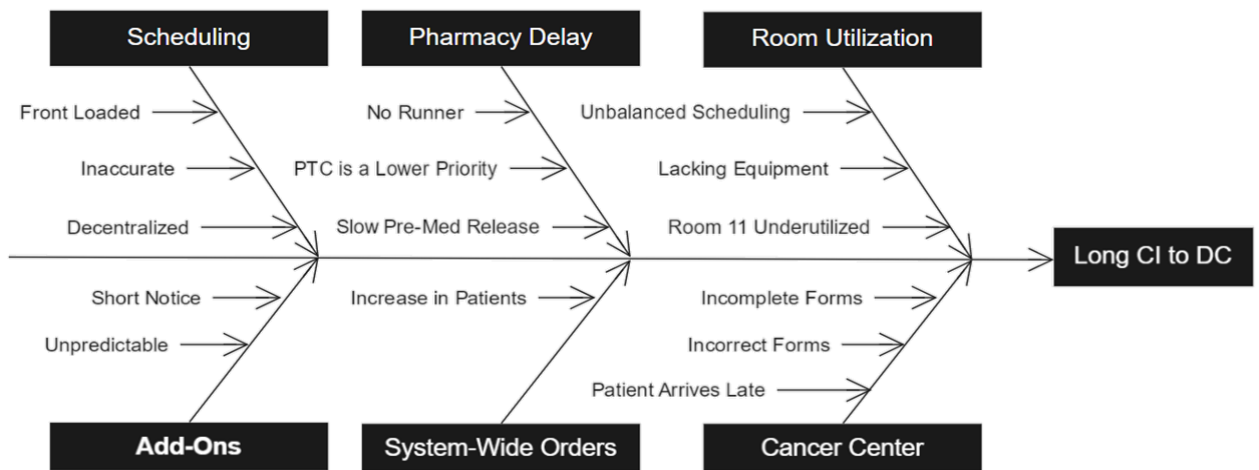 Scheduling
Pharmacy Delay
Room Utilization
Front Loaded
Inaccurate
Decentralized
No Runner
PTC is a Lower Priority
Slow Pre-Med Release
Unbalanced Scheduling
Lacking Equipment
Room 11 Underutilized
Long CI to DC
Short Notice
Unpredictable
Increase in Patients
Incomplete Forms
Incorrect Forms
Patient Arrives Late
Add-Ons
System-Wide Orders
Cancer Center